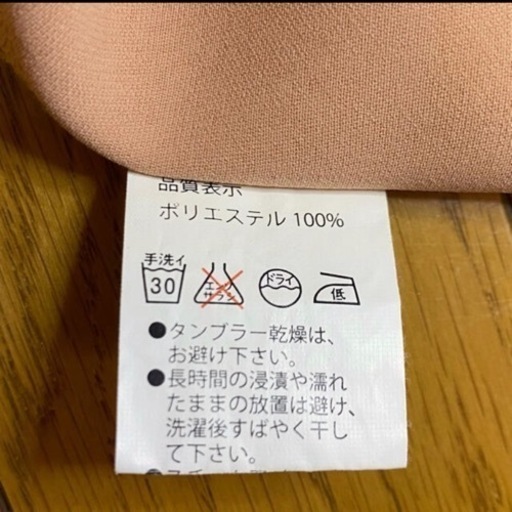 品質表示
ポリエステル 100%
手洗イ
30
エンソ
サラシ
ドライ
低
●タンブラー乾燥は、
お避け下さい。
●長時間の浸漬や濡れ
たままの放置は避け、
洗濯後すばやく干し
て下さい。